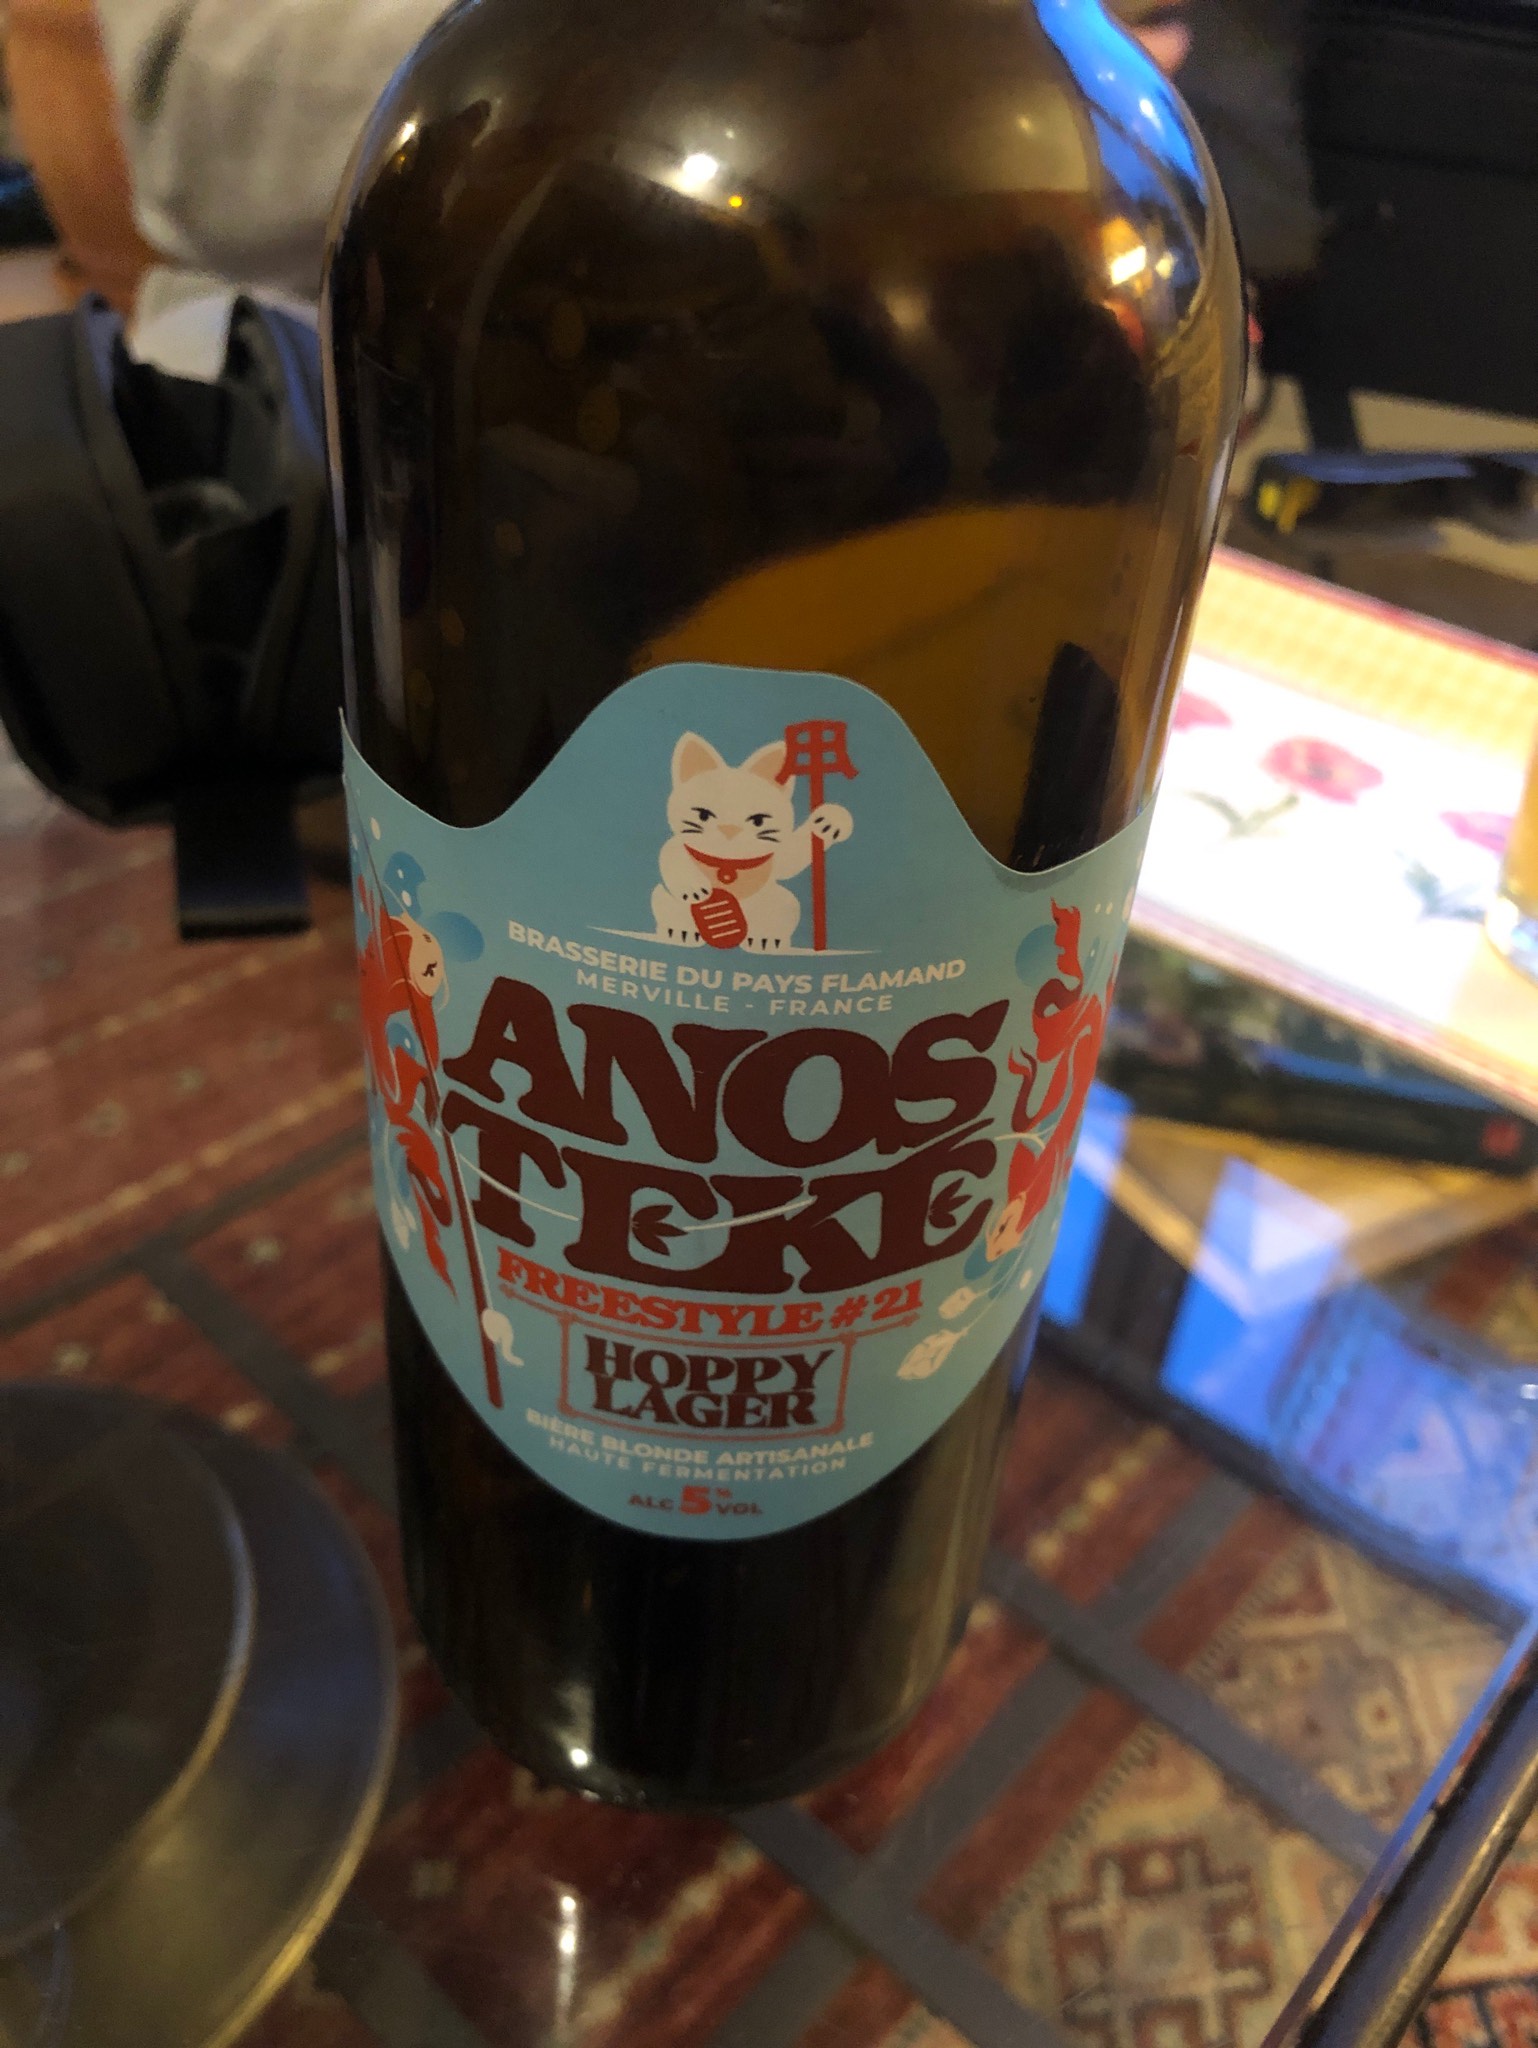 BRASSERIE DU PAYS FLAMAND
MERVILLE - FRANCE
ANOS
TEKÉ
FREESTYLE #21
HOPPY
LAGER
BIÈRE BLONDE ARTISANALE
HAUTE FERMENTATION
ALC 5% VOL